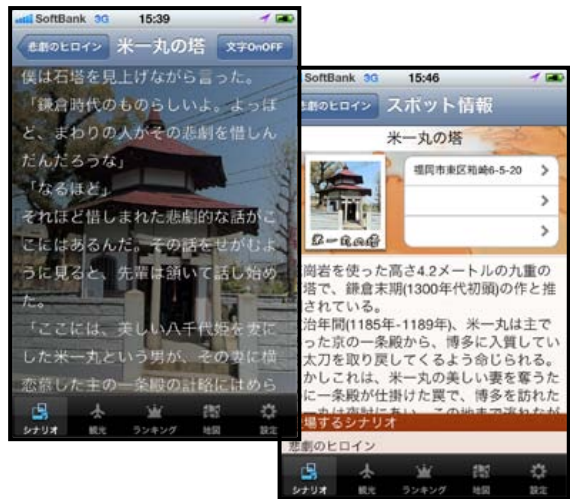 SoftBank 3G 15:39
悲劇のヒロイン 米一丸の塔 文字OnOFF
僕は石塔を見上げながら言った。
「鎌倉時代のものらしいよ。よっぽ
ど、まわりの人がその悲劇を惜しん
だんだろうな」
「なるほど」
それほど惜しまれた悲劇的な話がこ
こにはあるんだ。その話をせがむよ
うに見ると、先輩は頷いて話し始め
た。
「ここには、美しい八千代姫を妻に
した米一丸という男が、その妻に横
恋慕した主の一条殿の計略にはめら
シナリオ 観光 ランキング 地図 設定
SoftBank 3G 15:46
悲劇のヒロイン スポット情報
米一丸の塔
福岡市東区箱崎6-5-20
米一丸の塔
崗岩を使った高さ4.2メートルの九重の
塔で、鎌倉末期(1300年代初頭)の作と推
されている。
治年間(1185年-1189年)、米一丸は主で
った京の一条殿から、博多に入質してい
太刀を取り戻してくるよう命じられる。
かしこれは、米一丸の美しい妻を奪うた
に一条殿が仕掛けた罠で、博多を訪れた
場するシナリオ
悲劇のヒロイン
シナリオ 観光 ランキング 地図 設定